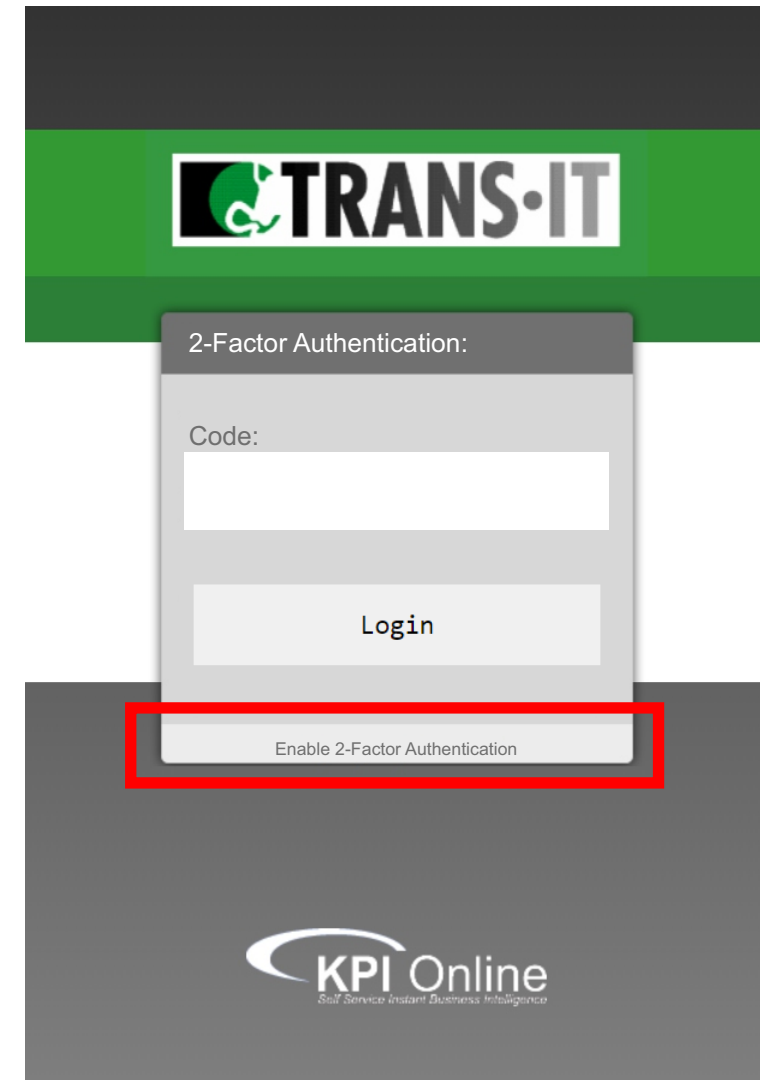 TRANS·IT
2-Factor Authentication:
Code:
Login
Enable 2-Factor Authentication
KPI Online
Self Service Instant Business Intelligence